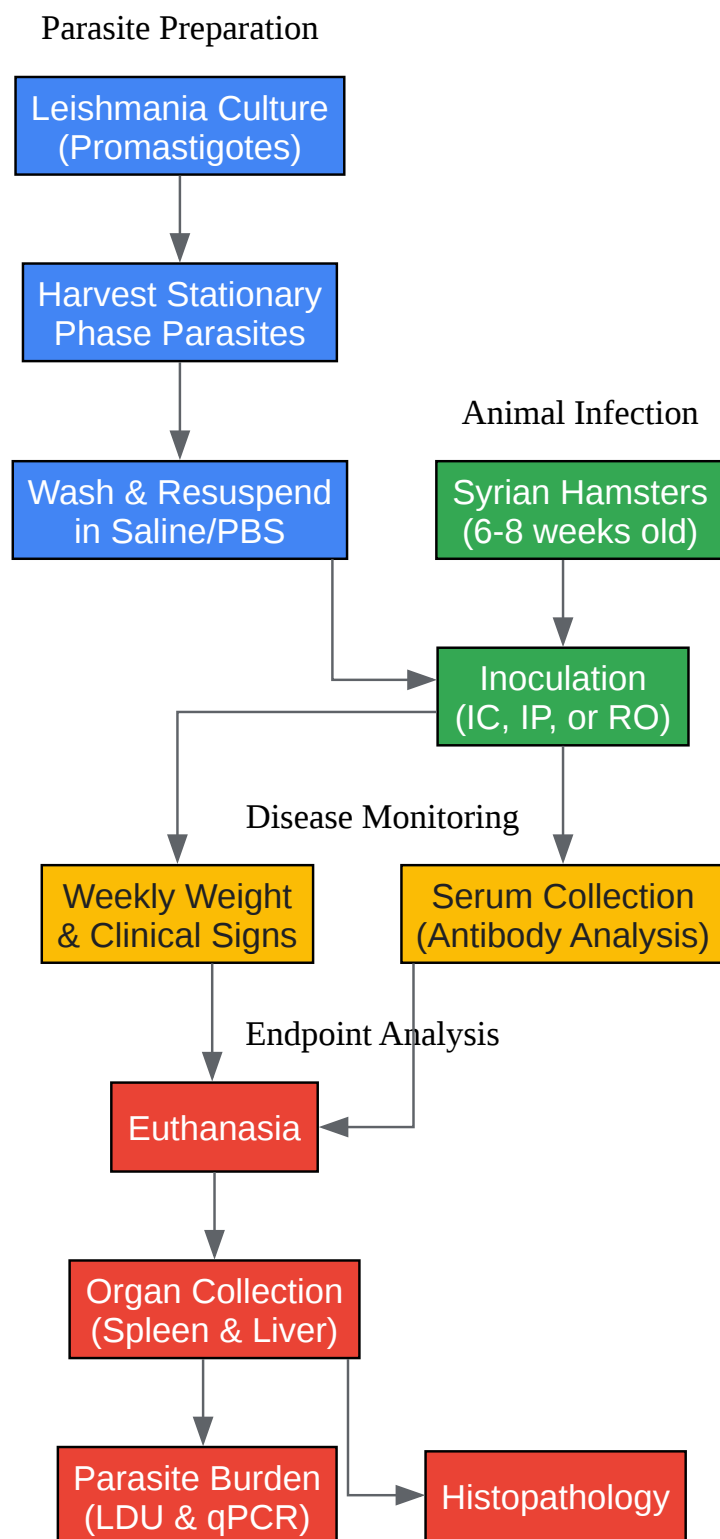 Parasite Preparation
Leishmania Culture
(Promastigotes)
Harvest Stationary
Phase Parasites
Animal Infection
Wash & Resuspend
in Saline/PBS
Syrian Hamsters
(6-8 weeks old)
Inoculation
(IC, IP, or RO)
Disease Monitoring
Weekly Weight
& Clinical Signs
Serum Collection
(Antibody Analysis)
Endpoint Analysis
Euthanasia
Organ Collection
(Spleen & Liver)
Parasite Burden
(LDU & qPCR)
Histopathology